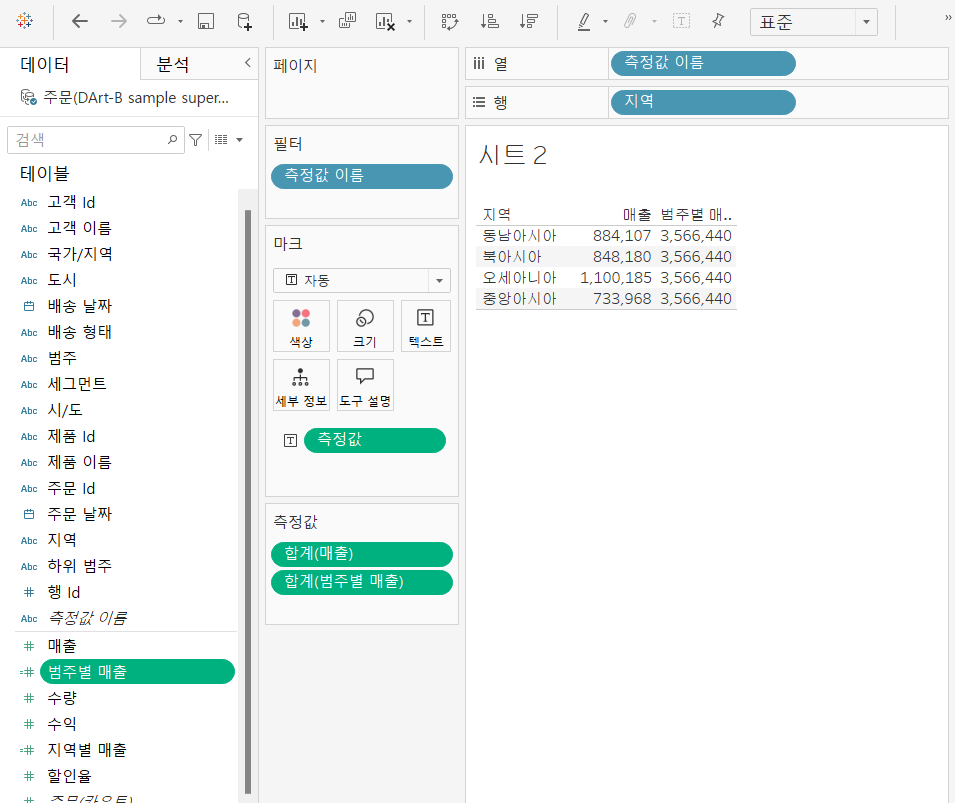 표준
»
데이터
분석
주문(DArt-B sample super...
검색
테이블
Abc 고객 Id
Abc 고객 이름
Abc 국가/지역
Abc 도시
배송 날짜
Abc 배송 형태
Abc 범주
Abc 세그먼트
Abc 시/도
Abc 제품 Id
Abc 제품 이름
Abc 주문 Id
주문 날짜
Abc 지역
Abc 하위 범주
# 행 Id
Abc 측정값 이름
# 매출
=# 범주별 매출
# 수량
# 수익
=# 지역별 매출
# 할인율
# 주문(카운트)
페이지
필터
측정값 이름
마크
T 자동
색상
크기
T 텍스트
세부 정보
도구 설명
T 측정값
측정값
합계(매출)
합계(범주별 매출)
열 측정값 이름
행 지역
시트 2
지역 매출 범주별 매..
동남아시아 884,107 3,566,440
북아시아 848,180 3,566,440
오세아니아 1,100,185 3,566,440
중앙아시아 733,968 3,566,440